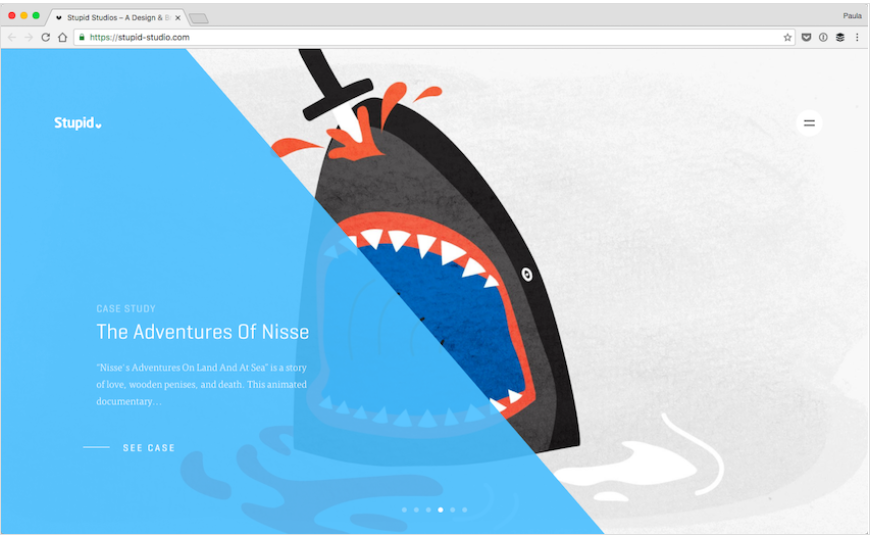 Stupid Studios – A Design & B
Paula
https://stupid-studio.com
Stupid
CASE STUDY
The Adventures Of Nisse
"Nisse's Adventures On Land And At Sea" is a story
of love, wooden penises, and death. This animated
documentary...
SEE CASE